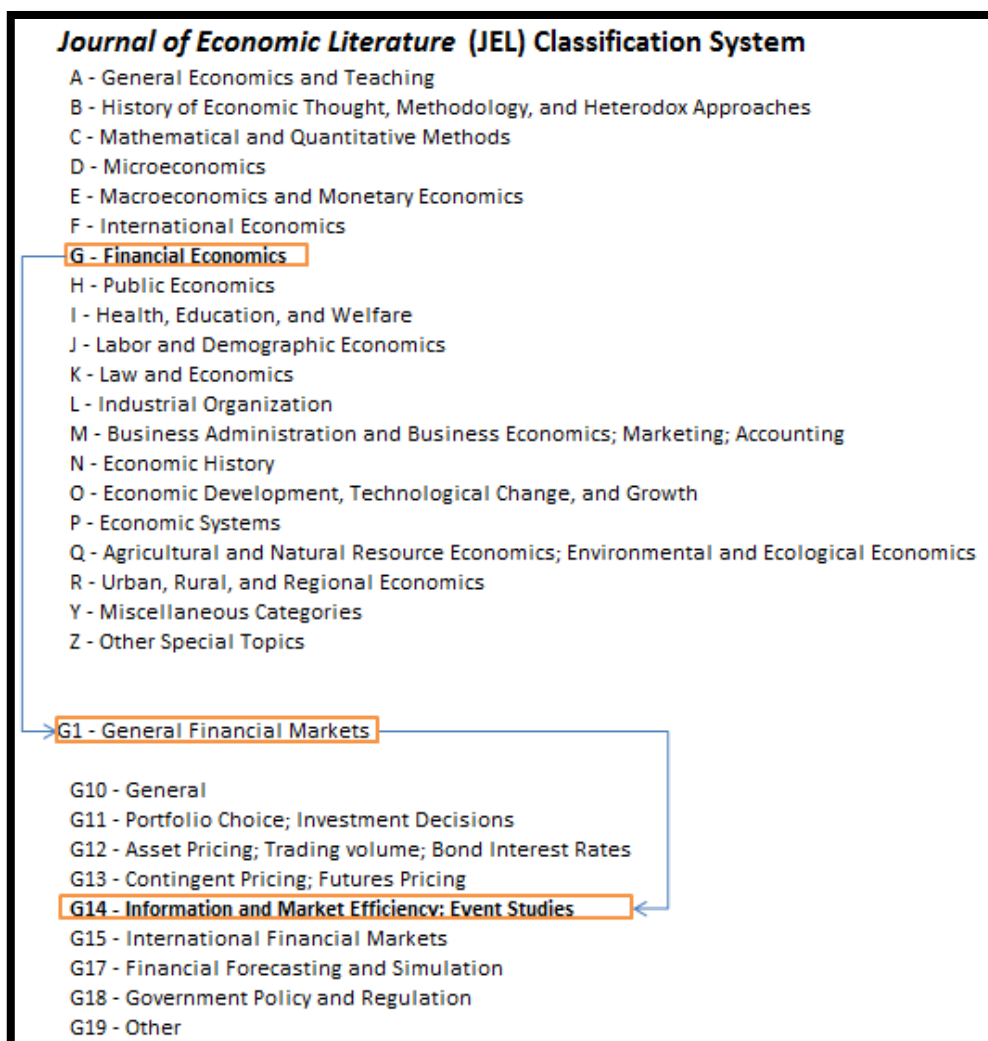 Journal of Economic Literature (JEL) Classification System
A - General Economics and Teaching
B - History of Economic Thought, Methodology, and Heterodox Approaches
C - Mathematical and Quantitative Methods
D - Microeconomics
E - Macroeconomics and Monetary Economics
F - International Economics
G - Financial Economics
H - Public Economics
I - Health, Education, and Welfare
J - Labor and Demographic Economics
K - Law and Economics
L - Industrial Organization
M - Business Administration and Business Economics; Marketing; Accounting
N - Economic History
O - Economic Development, Technological Change, and Growth
P - Economic Systems
Q - Agricultural and Natural Resource Economics; Environmental and Ecological Economics
R - Urban, Rural, and Regional Economics
Y - Miscellaneous Categories
Z - Other Special Topics
G1 - General Financial Markets
G10 - General
G11 - Portfolio Choice; Investment Decisions
G12 - Asset Pricing; Trading volume; Bond Interest Rates
G13 - Contingent Pricing; Futures Pricing
G14 - Information and Market Efficiency; Event Studies
G15 - International Financial Markets
G17 - Financial Forecasting and Simulation
G18 - Government Policy and Regulation
G19 - Other